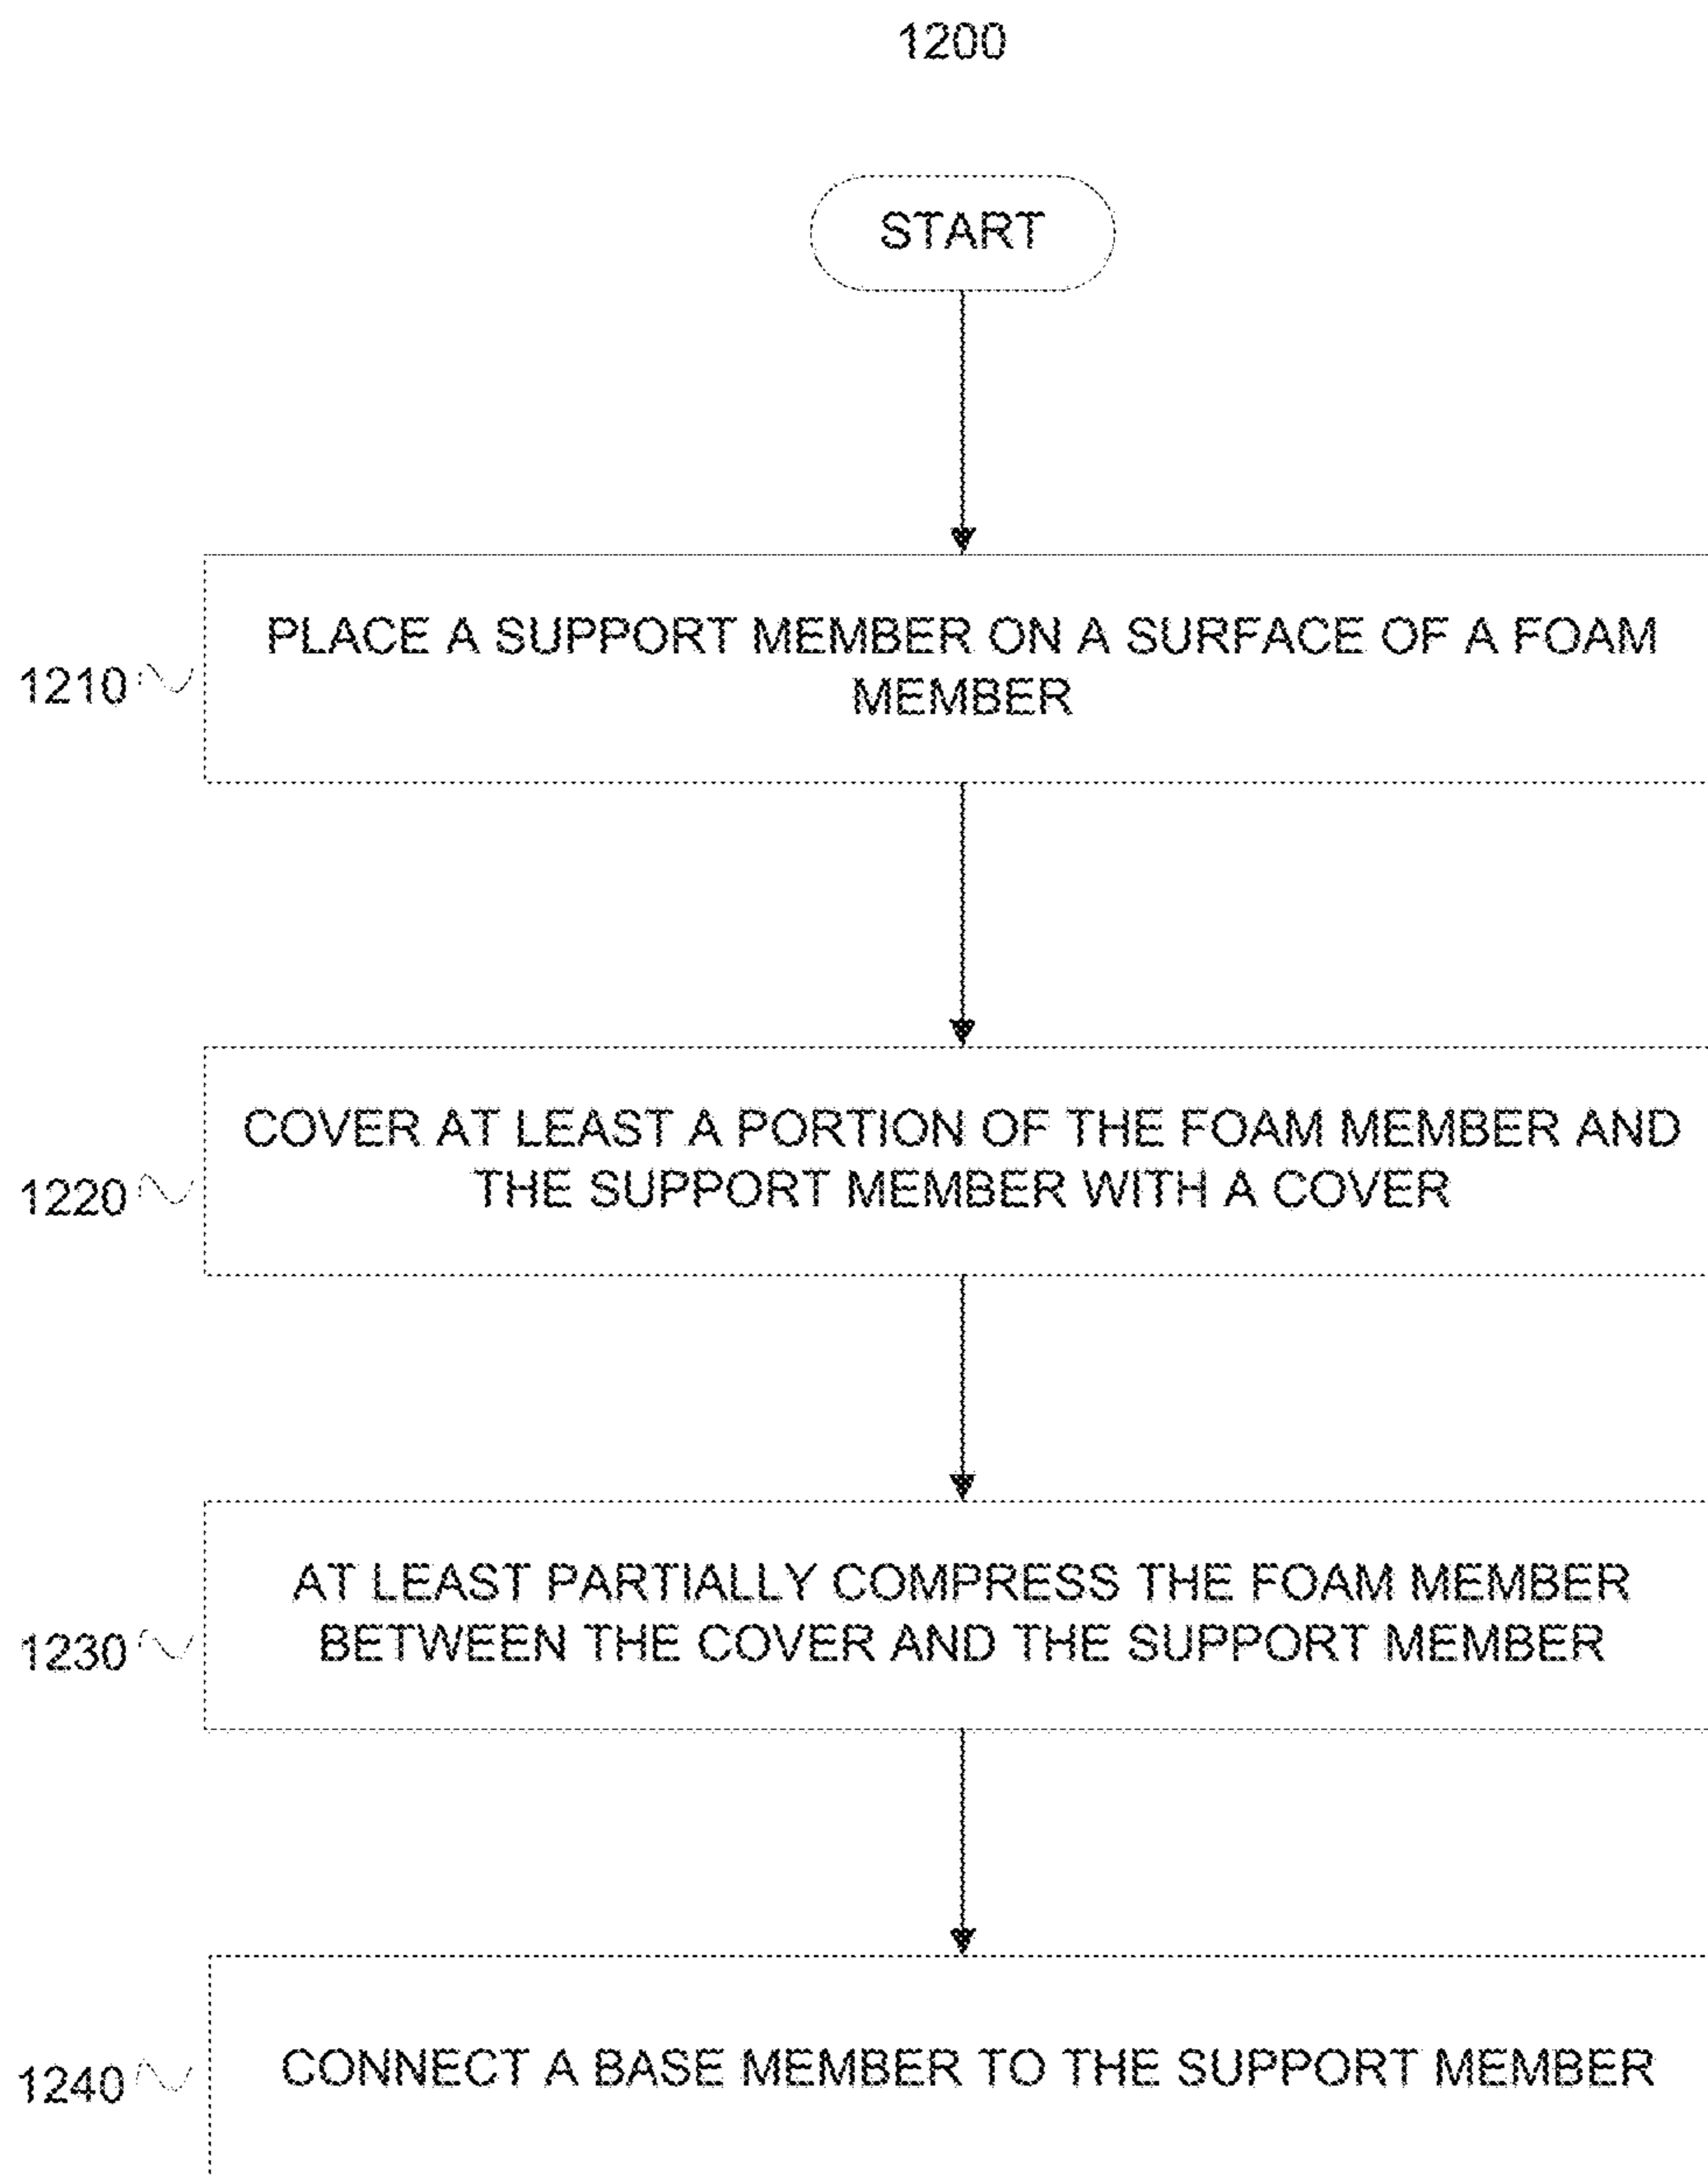 1200
START
PLACE A SUPPORT MEMBER ON A SURFACE OF A FOAM
MEMBER
1210
COVER AT LEAST A PORTION OF THE FOAM MEMBER AND
THE SUPPORT MEMBER WITH A COVER
1220
AT LEAST PARTIALLY COMPRESS THE FOAM MEMBER
BETWEEN THE COVER AND THE SUPPORT MEMBER
1230
CONNECT A BASE MEMBER TO THE SUPPORT MEMBER
1240